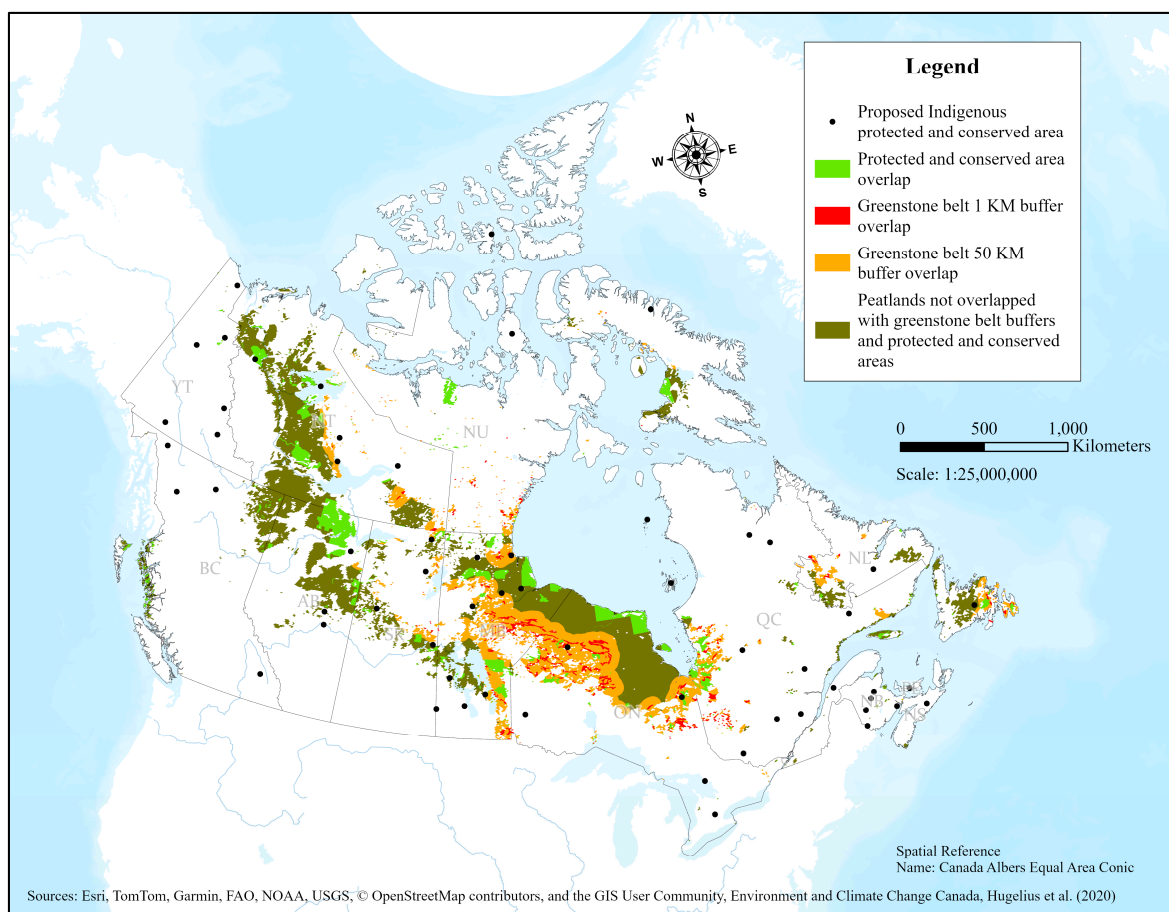 Legend
Proposed Indigenous
protected and conserved area
Protected and conserved area
overlap
Greenstone belt 1 KM buffer
overlap
Greenstone belt 50 KM
buffer overlap
Peatlands not overlapped
with greenstone belt buffers
and protected and conserved
areas
N
W
E
S
0
500
1,000
Kilometers
Scale: 1:25,000,000
YT
NT
NU
BC
AB
SK
MB
ON
QC
NL
NB
PE
NS
Spatial Reference
Name: Canada Albers Equal Area Conic
Sources: Esri, TomTom, Garmin, FAO, NOAA, USGS, © OpenStreetMap contributors, and the GIS User Community, Environment and Climate Change Canada, Hugelius et al. (2020)